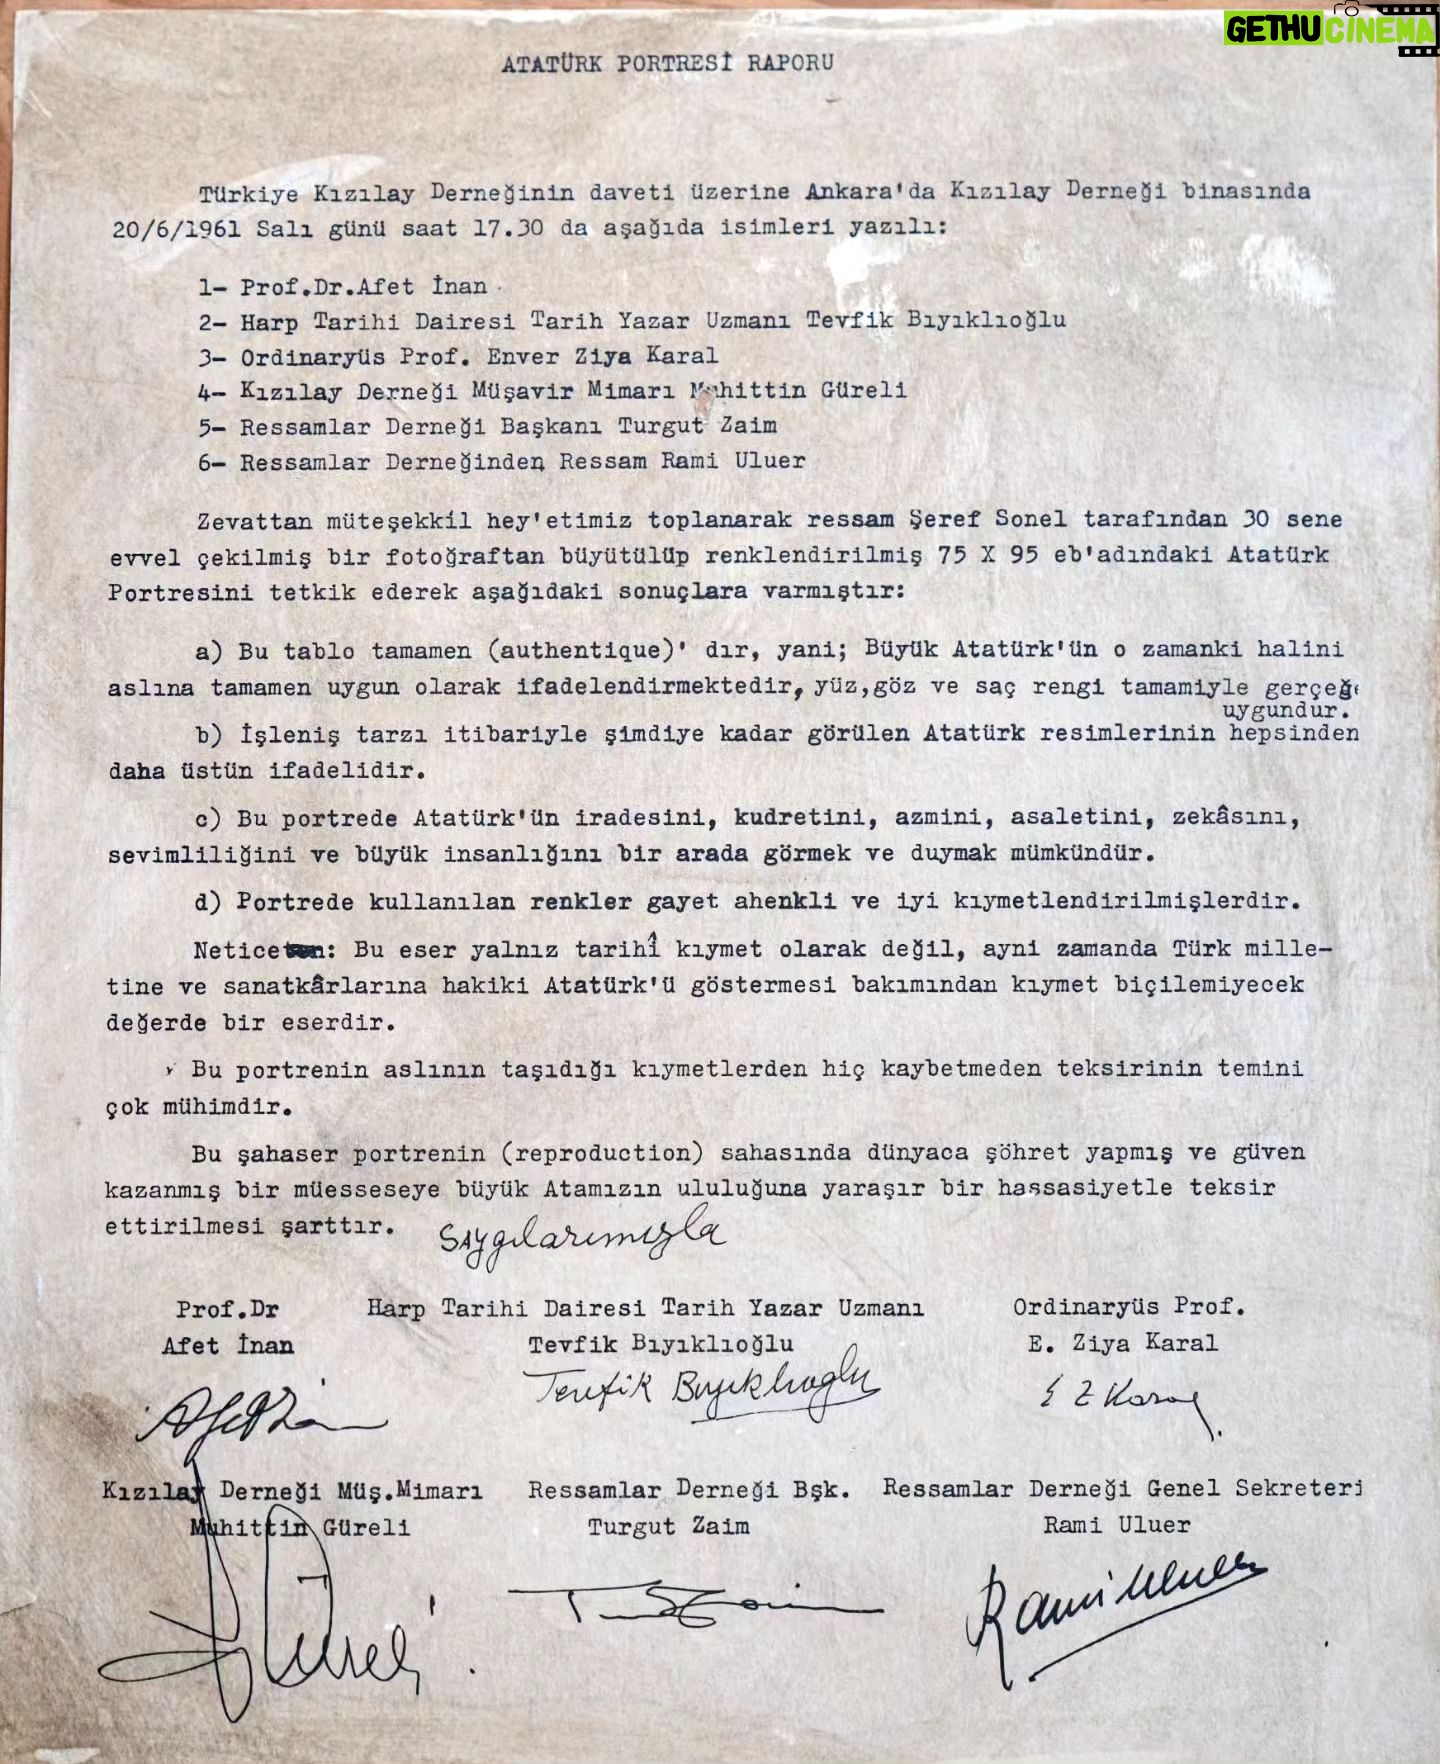 GETHUCINEMA
ATATÜRK PORTRESİ RAPORU
Türkiye Kızılay Derneğinin daveti üzerine Ankara'da Kızılay Derneği binasında
20/6/1961 Salı günü saat 17.30 da aşağıda isimleri yazılı:
1- Prof.Dr.Afet İnan
2- Harp Tarihi Dairesi Tarih Yazar Uzmanı Tevfik Bıyıklıoğlu
3- Ordinaryüs Prof. Enver Ziya Karal
4- Kızılay Derneği Müşavir Mimarı Muhittin Güreli
5- Ressamlar Derneği Başkanı Turgut Zaim
6- Ressamlar Derneğinden Ressam Rami Uluer
Zevattan müteşekkil hey'etimiz toplanarak ressam Şeref Sonel tarafından 30 sene
evvel çekilmiş bir fotoğraftan büyütülüp renklendirilmiş 75 X 95 eb'adındaki Atatürk
Portresini tetkik ederek aşağıdaki sonuçlara varmıştır:
a) Bu tablo tamamen (authentique)' dır, yani; Büyük Atatürk'ün o zamanki halini
aslına tamamen uygun olarak ifadelendirmektedir, yüz,göz ve saç rengi tamamiyle gerçeğe
uygundur.
b) İşleniş tarzı itibariyle şimdiye kadar görülen Atatürk resimlerinin hepsinden
daha üstün ifadelidir.
c) Bu portrede Atatürk'ün iradesini, kudretini, azmini, asaletini, zekâsını,
sevimliliğini ve büyük insanlığını bir arada görmek ve duymak mümkündür.
d) Portrede kullanılan renkler gayet ahenkli ve iyi kıymetlendirilmişlerdir.
Netice: Bu eser yalnız tarihî kıymet olarak değil, ayni zamanda Türk mille-
tine ve sanatkârlarına hakiki Atatürk'ü göstermesi bakımından kıymet biçilemiyecek
değerde bir eserdir.
Bu portrenin aslının taşıdığı kıymetlerden hiç kaybetmeden teksirinin temini
çok mühimdir.
Bu şahaser portrenin (reproduction) sahasında dünyaca şöhret yapmış ve güven
kazanmış bir müesseseye büyük Atamızın ululuğuna yaraşır bir hassasiyetle teksir
ettirilmesi şarttır. Saygılarımızla
Prof.Dr Harp Tarihi Dairesi Tarih Yazar Uzmanı Ordinaryüs Prof.
Afet İnan Tevfik Bıyıklıoğlu E. Ziya Karal
Afet İnan Tevfik Bıyıklıoğlu E Z Karal
Kızılay Derneği Müş.Mimarı Ressamlar Derneği Bşk. Ressamlar Derneği Genel Sekreteri
Muhittin Güreli Turgut Zaim Rami Uluer
Güreli T. Zaim Rami Uluer